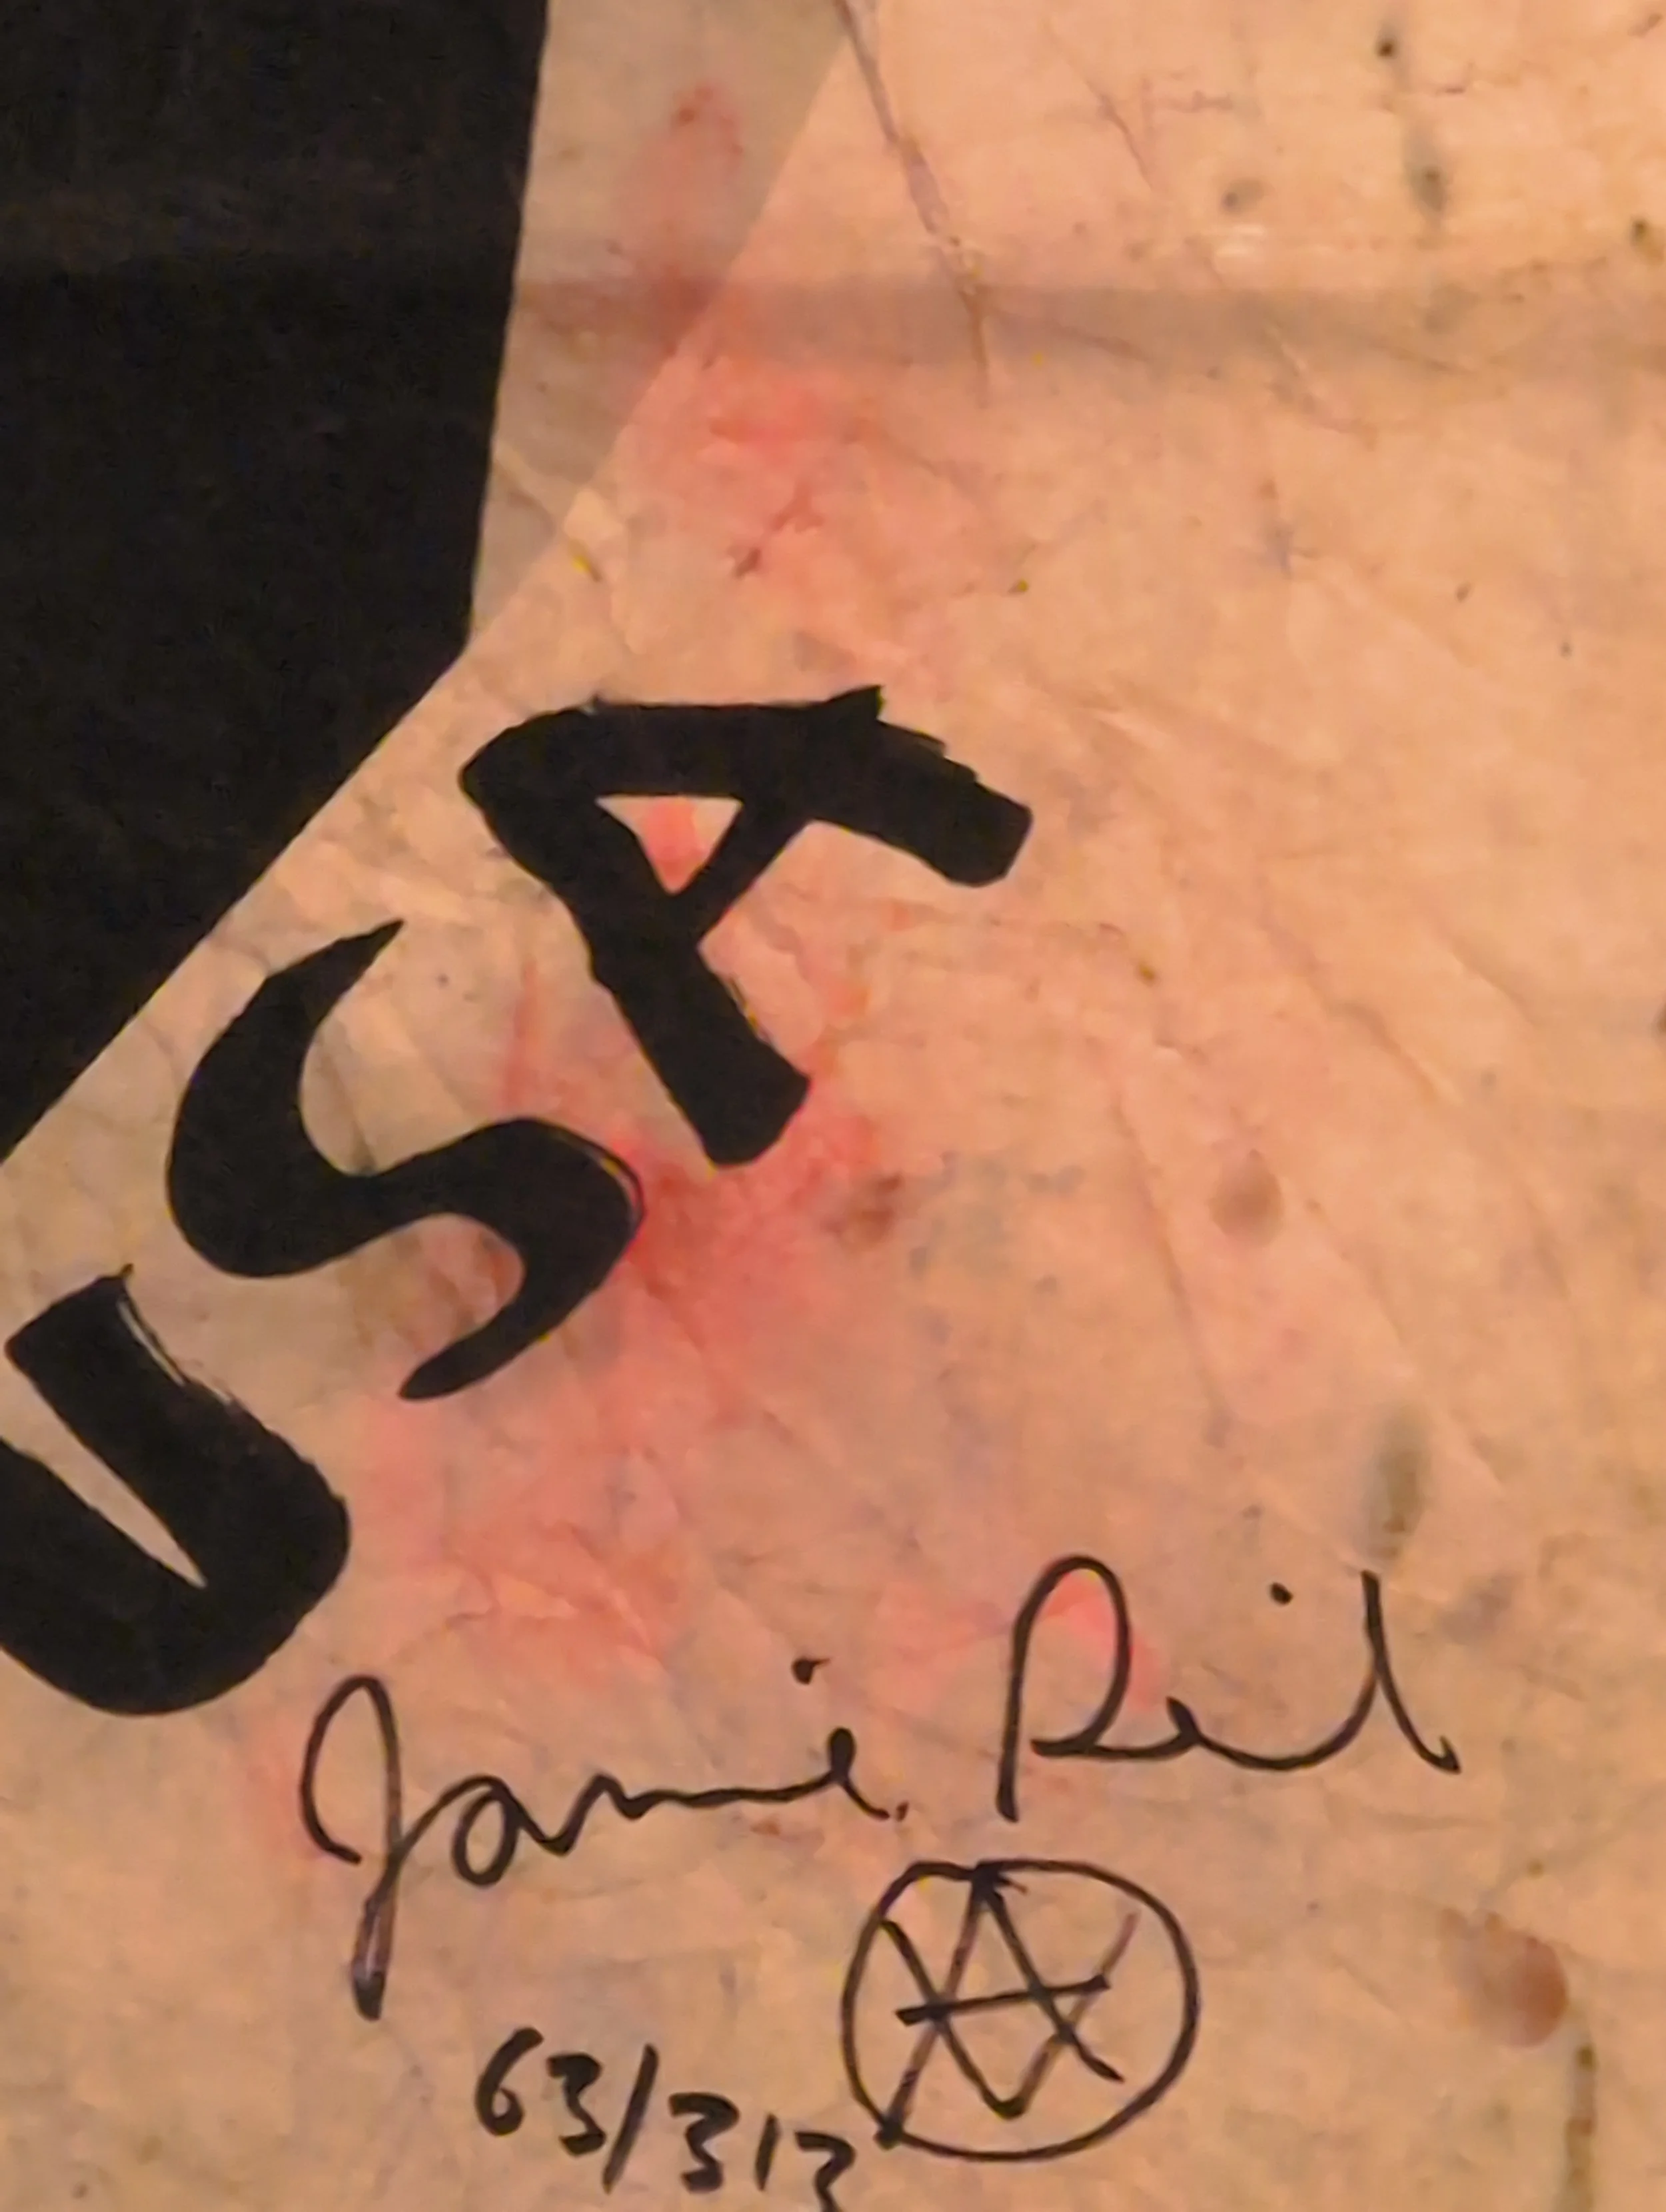 USA
Jamie Reid
63/313